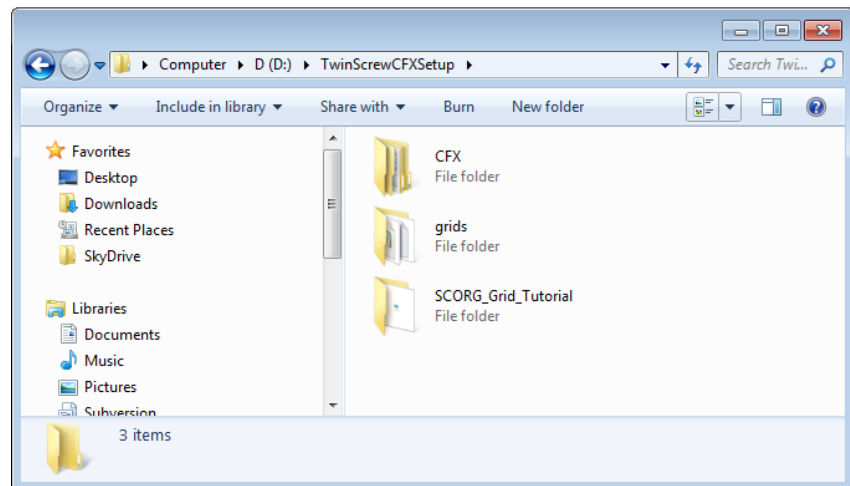 Computer D (D:) TwinScrewCFXSetup
Search Twi...
Organize Include in library Share with Burn New folder
Favorites
Desktop
Downloads
Recent Places
SkyDrive
Libraries
Documents
Music
Pictures
Subversion
CFX
File folder
grids
File folder
SCORG_Grid_Tutorial
File folder
3 items